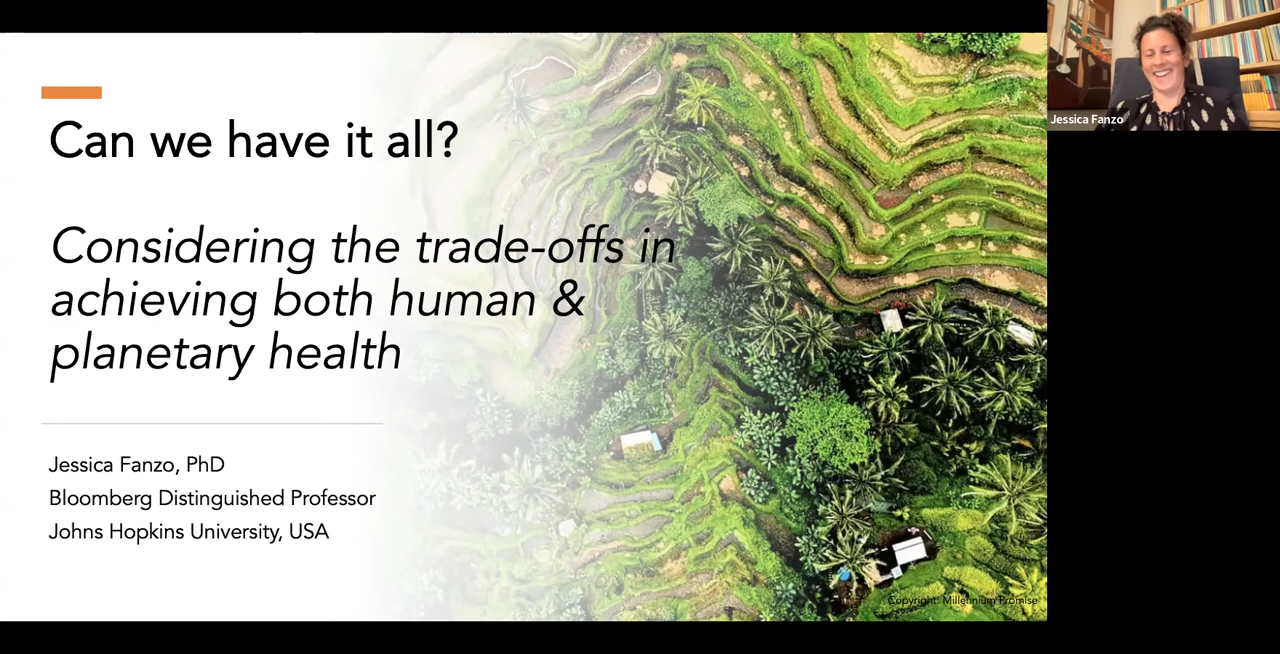 Can we have it all?
Considering the trade-offs in
achieving both human &
planetary health
Jessica Fanzo, PhD
Bloomberg Distinguished Professor
Johns Hopkins University, USA
Copyright: Millennium Promise
Jessica Fanzo